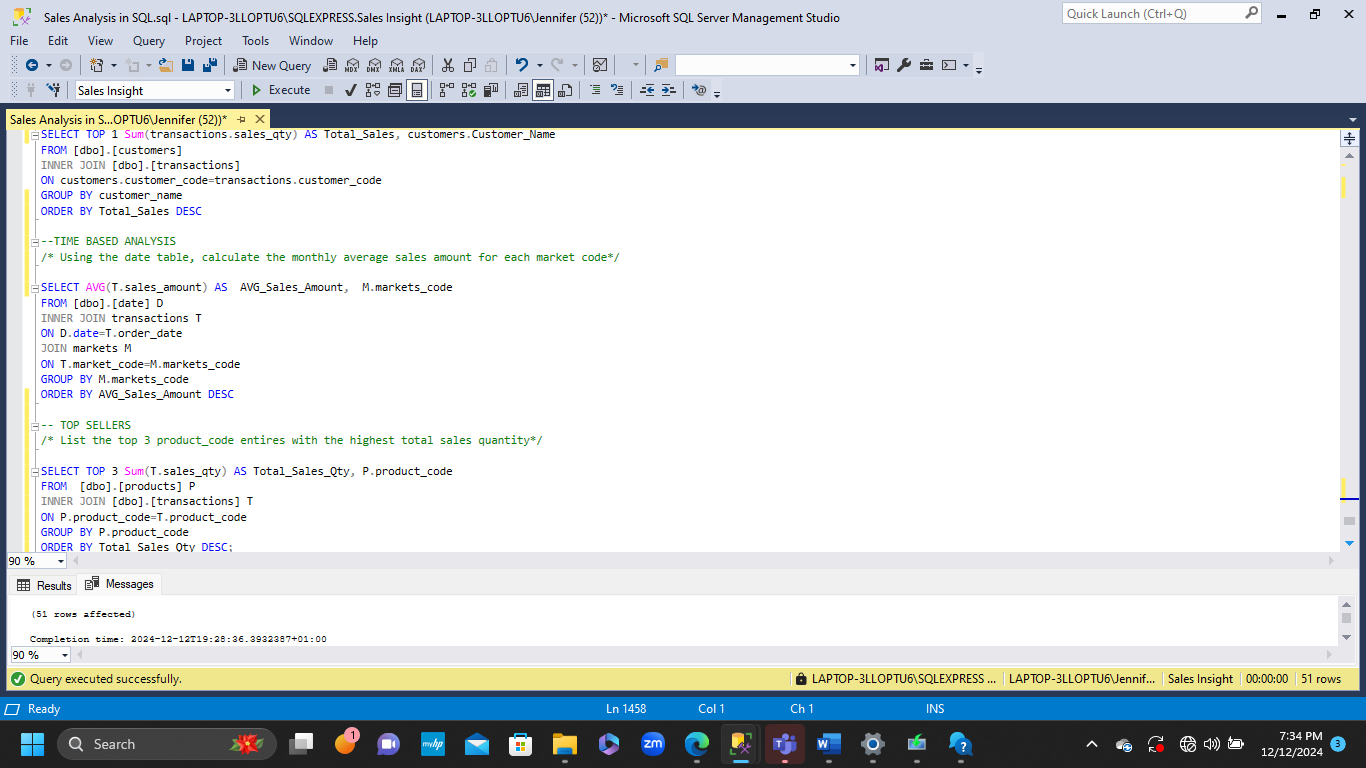 Sales Analysis in SQL.sql - LAPTOP-3LLOPTU6\SQLEXPRESS.Sales Insight (LAPTOP-3LLOPTU6\Jennifer (52))* - Microsoft SQL Server Management Studio
Quick Launch (Ctrl+Q)
File Edit View Query Project Tools Window Help
New Query MDX DMX XMLA DAX
Sales Insight Execute
Sales Analysis in S...OPTU6\Jennifer (52))*
SELECT TOP 1 Sum(transactions.sales_qty) AS Total_Sales, customers.Customer_Name
FROM [dbo].[customers]
INNER JOIN [dbo].[transactions]
ON customers.customer_code=transactions.customer_code
GROUP BY customer_name
ORDER BY Total_Sales DESC
--TIME BASED ANALYSIS
/* Using the date table, calculate the monthly average sales amount for each market code*/
SELECT AVG(T.sales_amount) AS  AVG_Sales_Amount,  M.markets_code
FROM [dbo].[date] D
INNER JOIN transactions T
ON D.date=T.order_date
JOIN markets M
ON T.market_code=M.markets_code
GROUP BY M.markets_code
ORDER BY AVG_Sales_Amount DESC
-- TOP SELLERS
/* List the top 3 product_code entires with the highest total sales quantity*/
SELECT TOP 3 Sum(T.sales_qty) AS Total_Sales_Qty, P.product_code
FROM  [dbo].[products] P
INNER JOIN [dbo].[transactions] T
ON P.product_code=T.product_code
GROUP BY P.product_code
ORDER BY Total_Sales_Qty DESC;
90 %
Results Messages
(51 rows affected)
Completion time: 2024-12-12T19:28:36.3932387+01:00
90 %
Query executed successfully. LAPTOP-3LLOPTU6\SQLEXPRESS ... LAPTOP-3LLOPTU6\Jennif... Sales Insight 00:00:00 51 rows
Ready Ln 1458 Col 1 Ch 1 INS
Search 1 myhp zm W 7:34 PM
12/12/2024 3